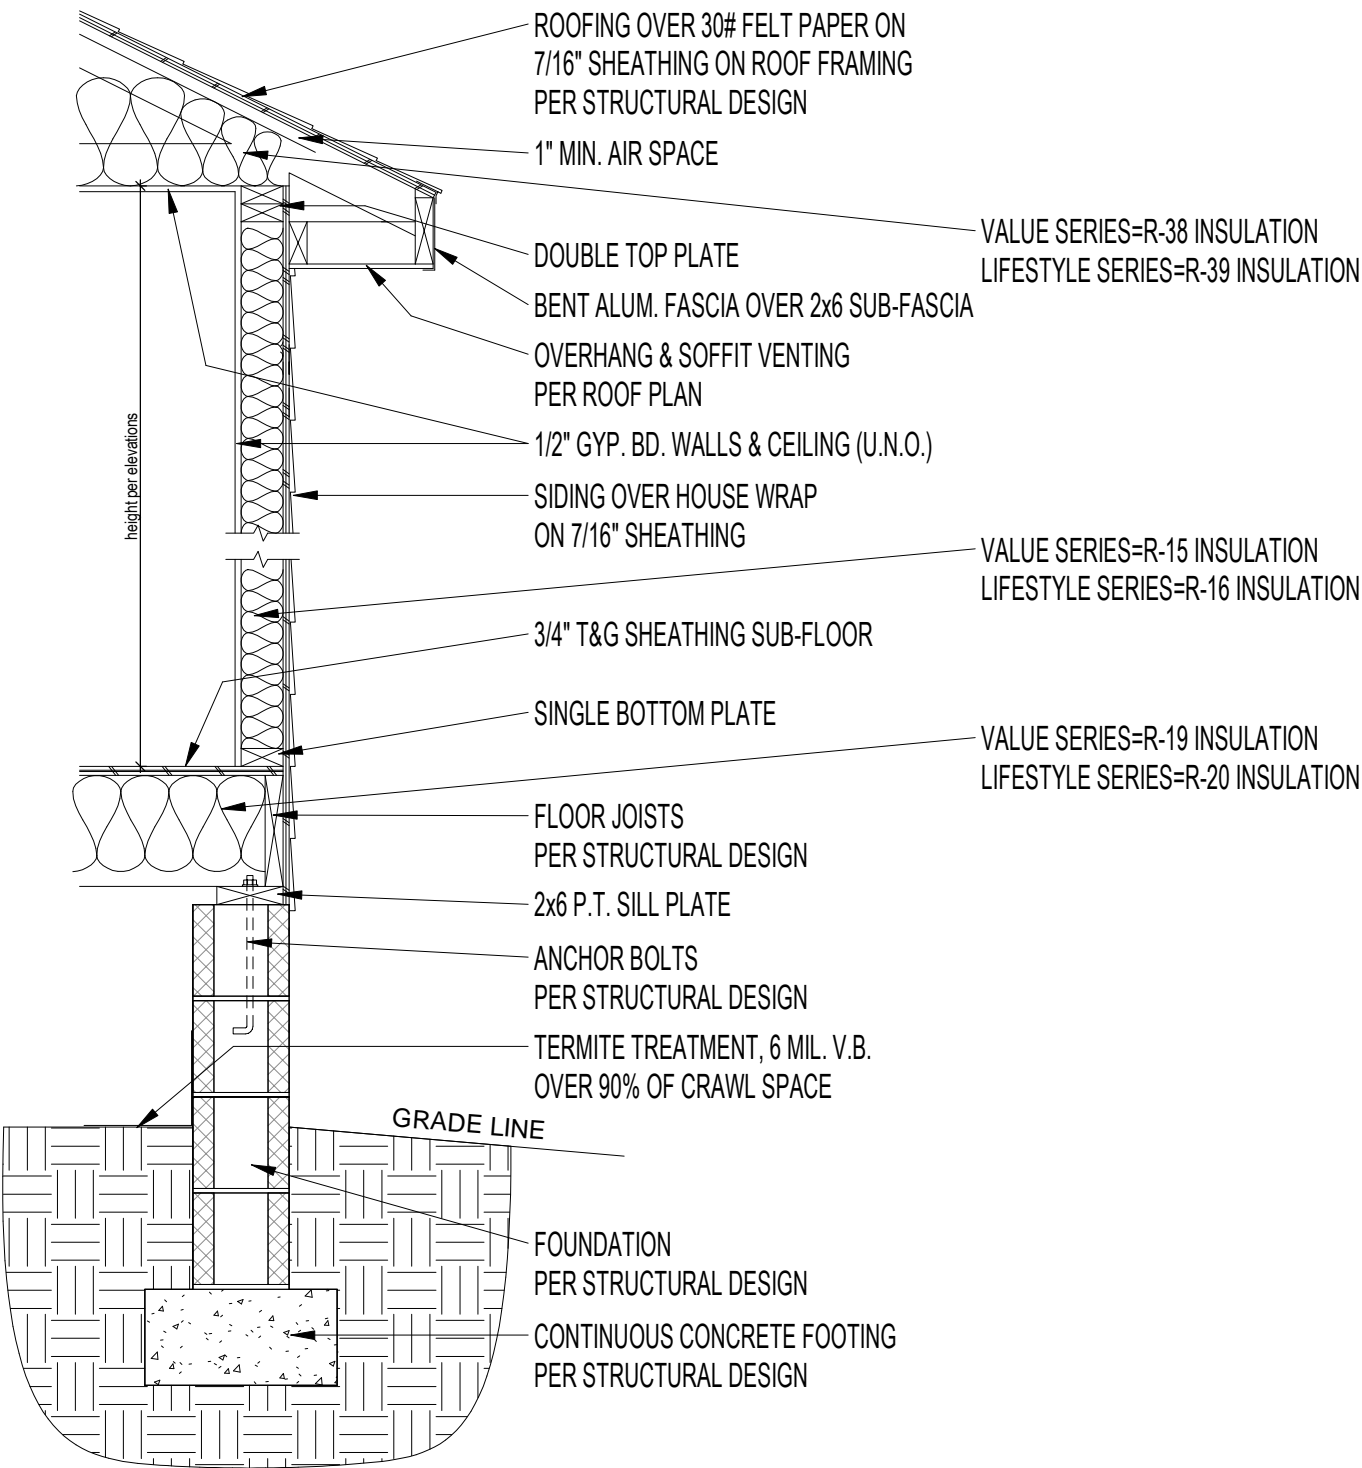 ROOFING OVER 30# FELT PAPER ON
7/16" SHEATHING ON ROOF FRAMING
PER STRUCTURAL DESIGN
1" MIN. AIR SPACE
VALUE SERIES=R-38 INSULATION
LIFESTYLE SERIES=R-39 INSULATION
DOUBLE TOP PLATE
BENT ALUM. FASCIA OVER 2x6 SUB-FASCIA
OVERHANG & SOFFIT VENTING
PER ROOF PLAN
1/2" GYP. BD. WALLS & CEILING (U.N.O.)
height per elevations
SIDING OVER HOUSE WRAP
ON 7/16" SHEATHING
VALUE SERIES=R-15 INSULATION
LIFESTYLE SERIES=R-16 INSULATION
3/4" T&G SHEATHING SUB-FLOOR
SINGLE BOTTOM PLATE
VALUE SERIES=R-19 INSULATION
LIFESTYLE SERIES=R-20 INSULATION
FLOOR JOISTS
PER STRUCTURAL DESIGN
2x6 P.T. SILL PLATE
ANCHOR BOLTS
PER STRUCTURAL DESIGN
TERMITE TREATMENT, 6 MIL. V.B.
OVER 90% OF CRAWL SPACE
GRADE LINE
FOUNDATION
PER STRUCTURAL DESIGN
CONTINUOUS CONCRETE FOOTING
PER STRUCTURAL DESIGN